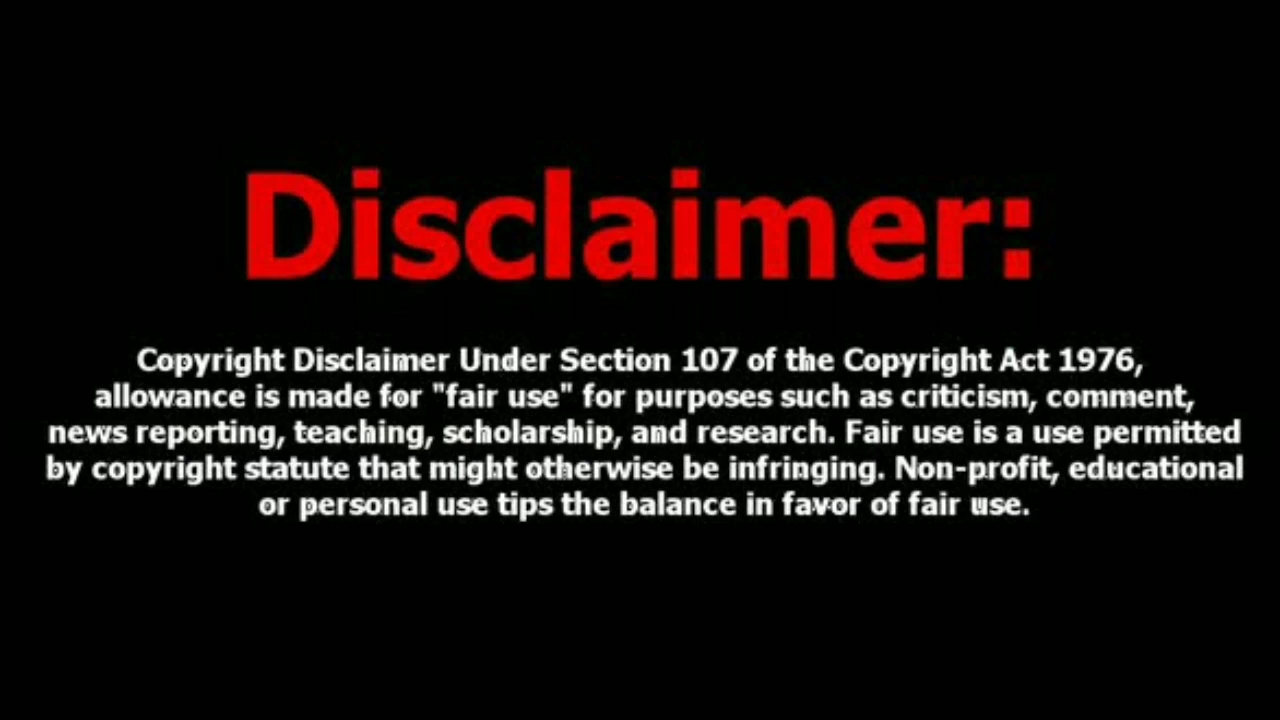 Disclaimer:
Copyright Disclaimer Under Section 107 of the Copyright Act 1976,
allowance is made for "fair use" for purposes such as criticism, comment,
news reporting, teaching, scholarship, and research. Fair use is a use permitted
by copyright statute that might otherwise be infringing. Non-profit, educational
or personal use tips the balance in favor of fair use.